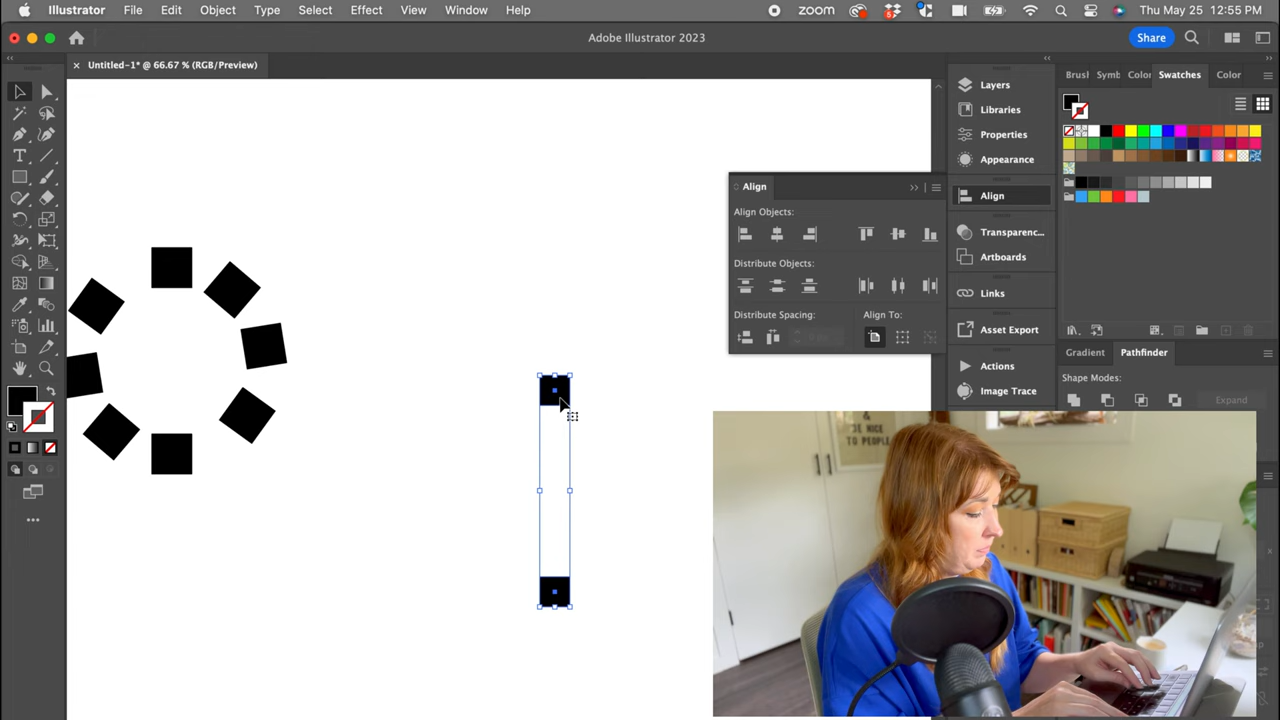 Illustrator File Edit Object Type Select Effect View Window Help zoom 5 Thu May 25 12:55 PM
Adobe Illustrator 2023 Share
× Untitled-1* @ 66.67 % (RGB/Preview)
Layers
Libraries
Properties
Appearance
Align
Transparenc...
Artboards
Links
Asset Export
Actions
Image Trace
Brusl Symb Color Swatches Color
Align
Align Objects:
Distribute Objects:
Distribute Spacing: Align To:
Gradient Pathfinder
Shape Modes:
Expand
BE NICE
TO PEOPLE